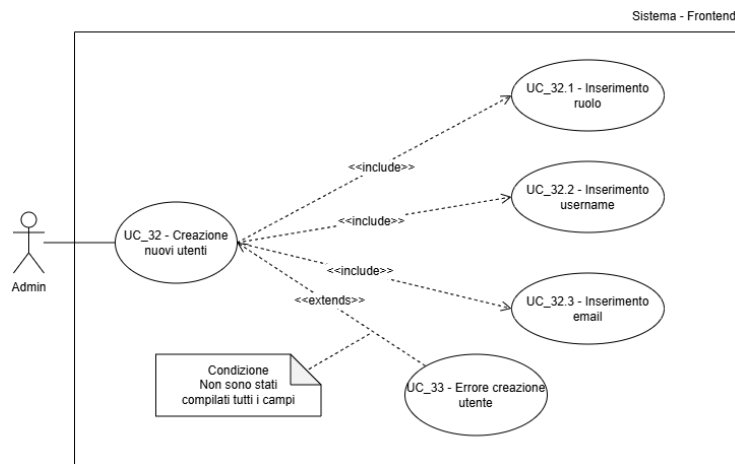 Sistema - Frontend
UC_32.1 - Inserimento
ruolo
<<include>>
UC_32.2 - Inserimento
username
<<include>>
UC_32 - Creazione
nuovi utenti
Admin
<<include>>
UC_32.3 - Inserimento
email
<<extends>>
Condizione
Non sono stati
compilati tutti i campi
UC_33 - Errore creazione
utente